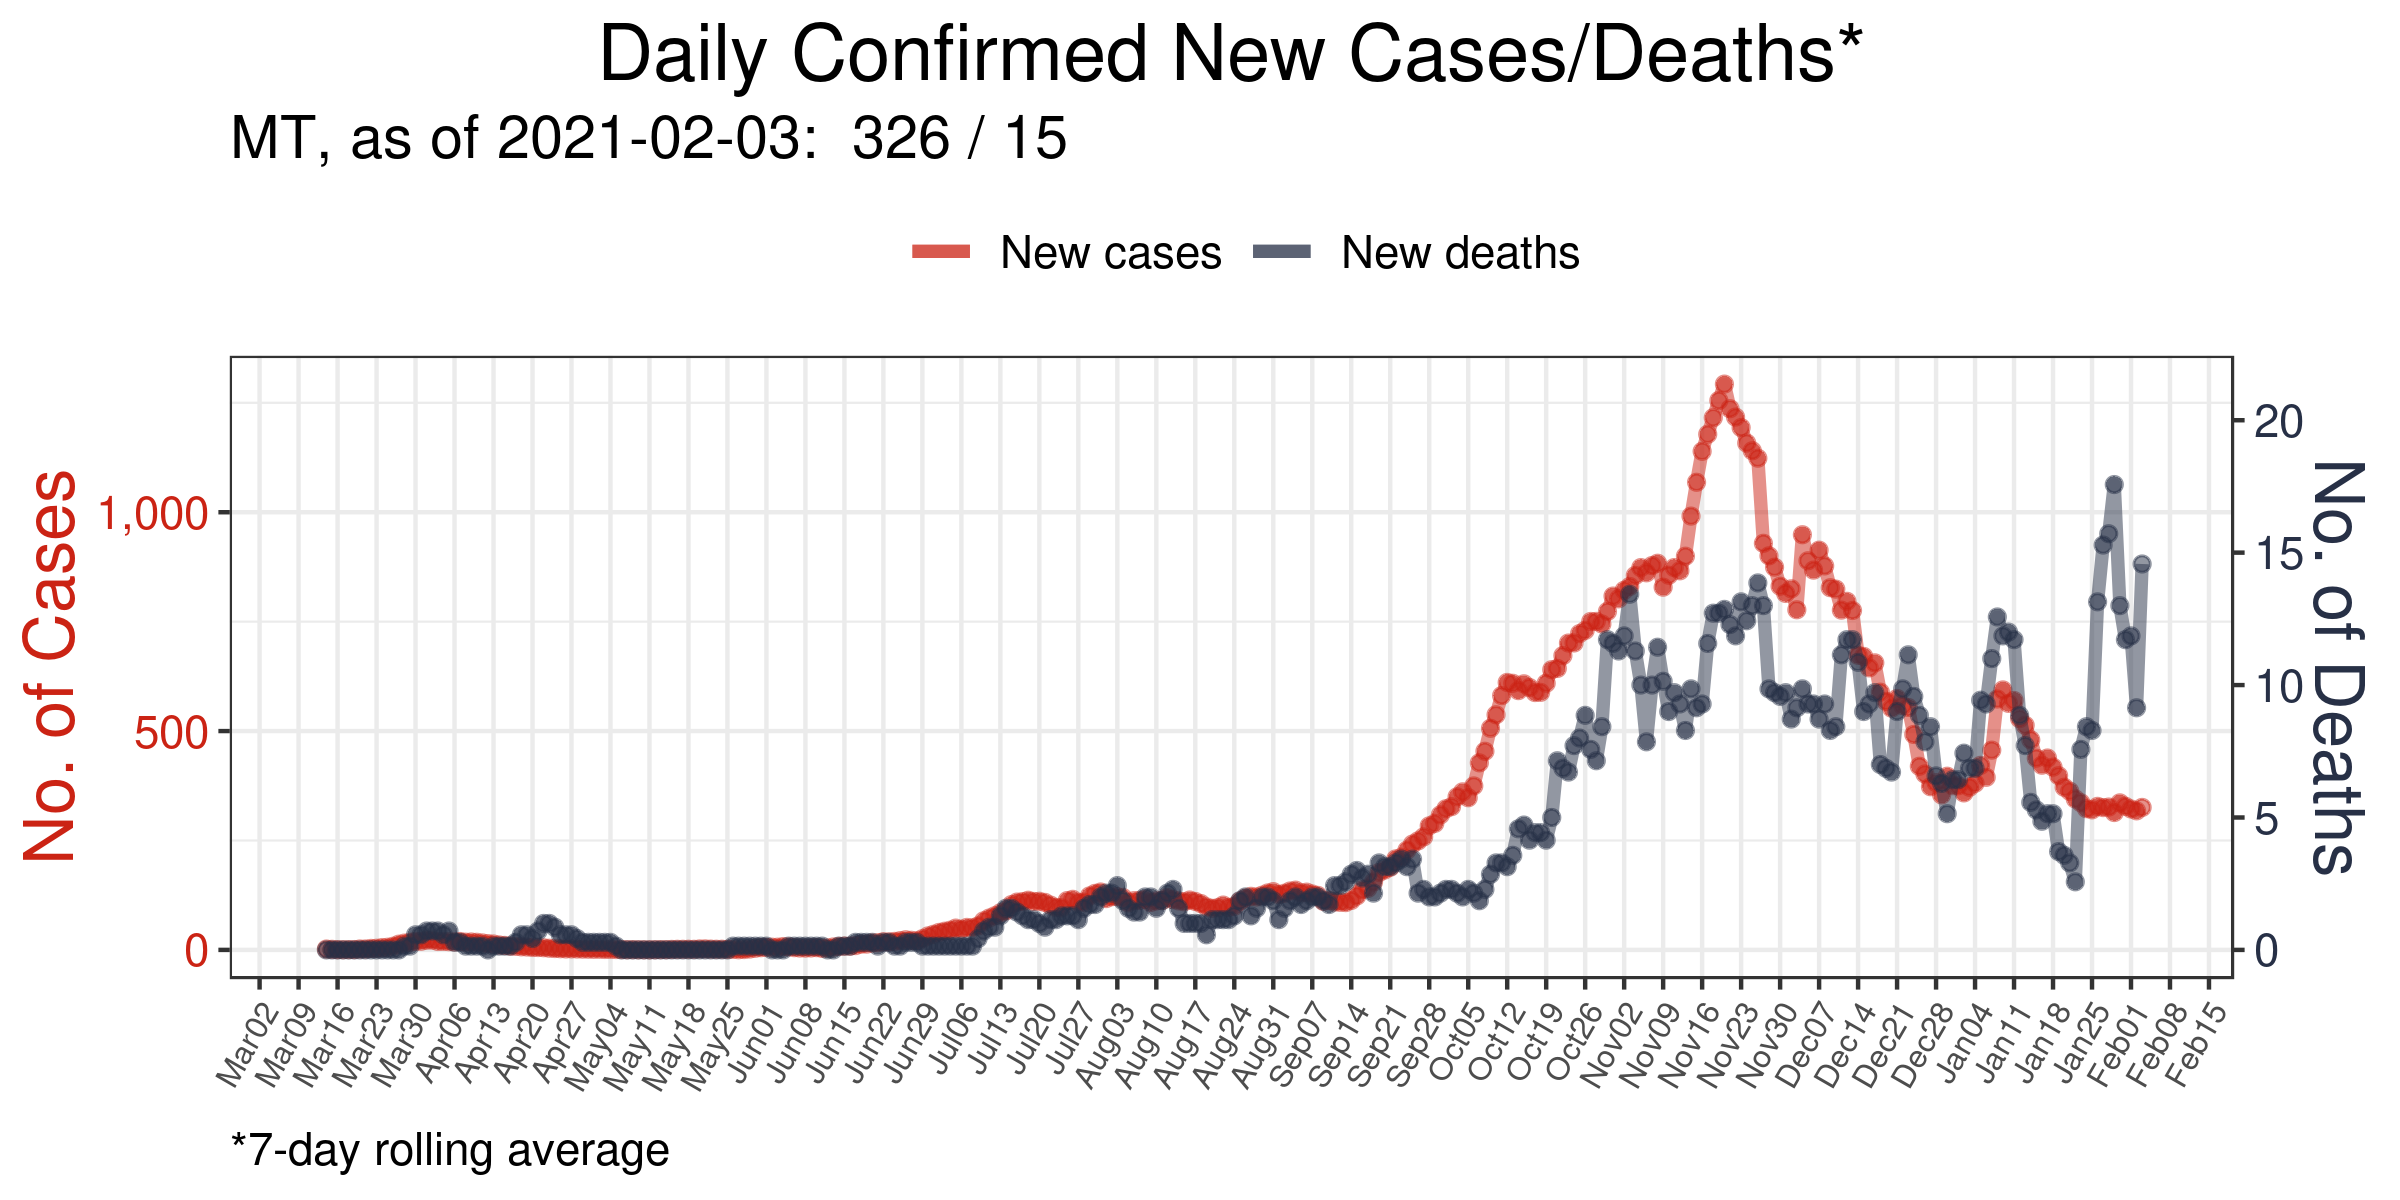 Daily Confirmed New Cases/Deaths*
MT, as of 2021-02-03:  326 / 15
New cases New deaths
No. of Cases
1,000
500
0
No. of Deaths
20
15
10
5
0
Mar02 Mar09 Mar16 Mar23 Mar30 Apr06 Apr13 Apr20 Apr27 May04 May11 May18 May25 Jun01 Jun08 Jun15 Jun22 Jun29 Jul06 Jul13 Jul20 Jul27 Aug03 Aug10 Aug17 Aug24 Aug31 Sep07 Sep14 Sep21 Sep28 Oct05 Oct12 Oct19 Oct26 Nov02 Nov09 Nov16 Nov23 Nov30 Dec07 Dec14 Dec21 Dec28 Jan04 Jan11 Jan18 Jan25 Feb01 Feb08 Feb15
*7-day rolling average